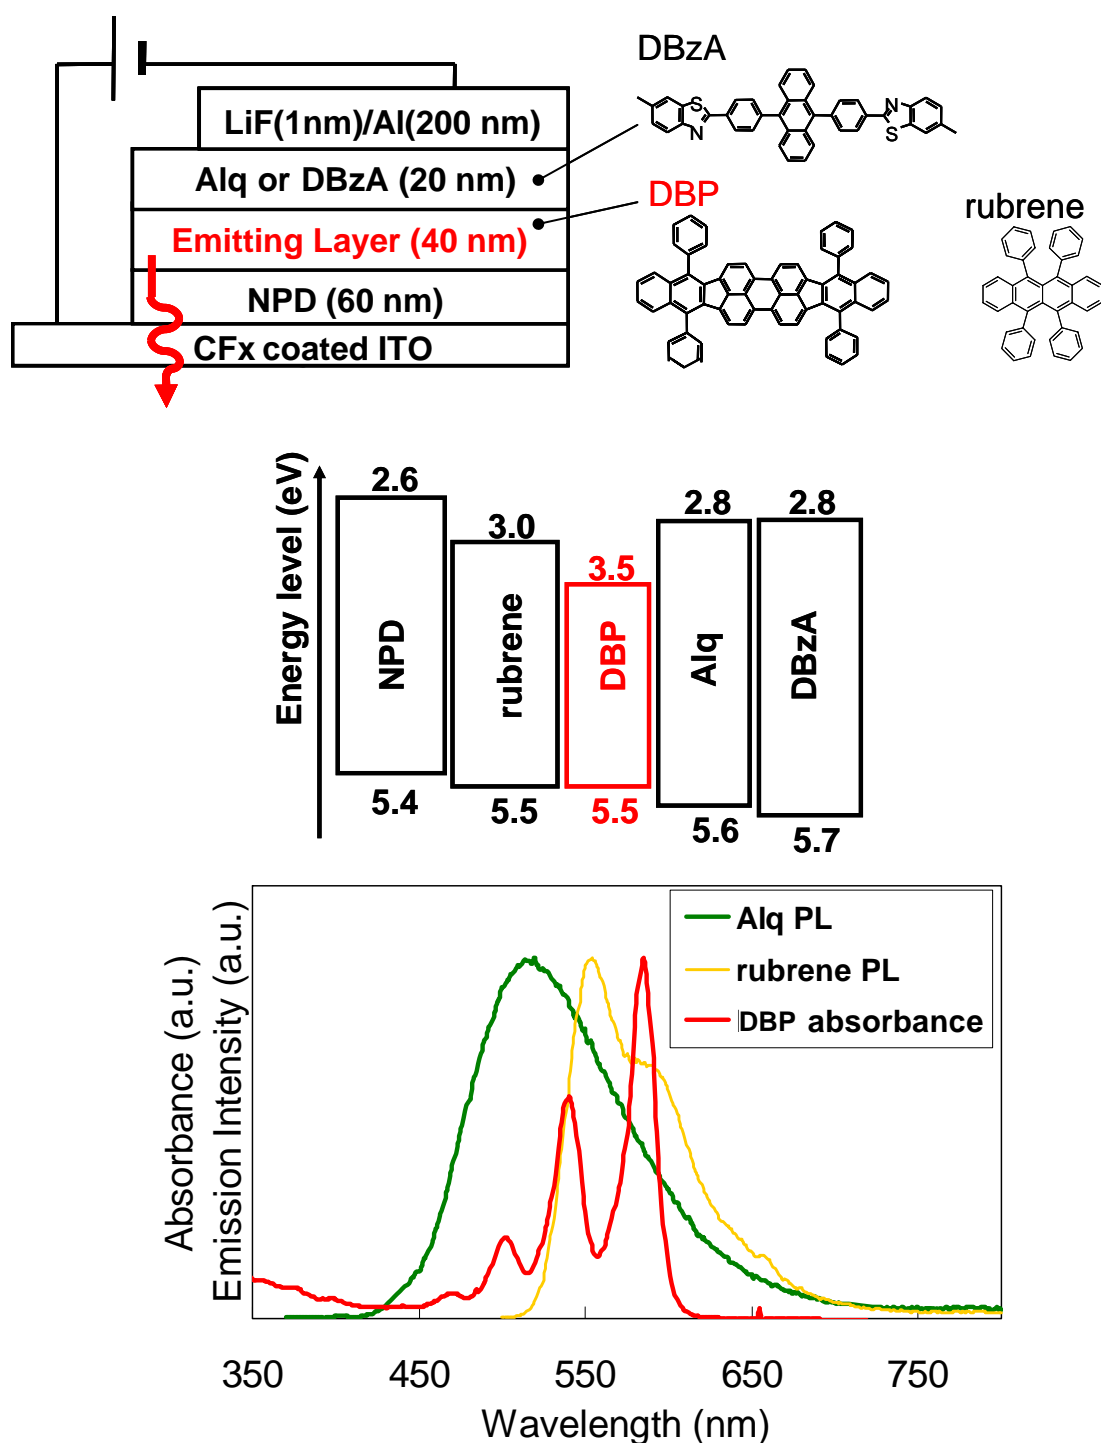 DBzA
S
N
N
S
LiF(1nm)/Al(200 nm)
Alq or DBzA (20 nm)
Emitting Layer (40 nm)
NPD (60 nm)
CFx coated ITO
DBP
rubrene
Energy level (eV)
2.6
3.0
3.5
2.8
2.8
NPD
rubrene
DBP
Alq
DBzA
5.4
5.5
5.5
5.6
5.7
Absorbance (a.u.)
Emission Intensity (a.u.)
Alq PL
rubrene PL
DBP absorbance
350
450
550
650
750
Wavelength (nm)